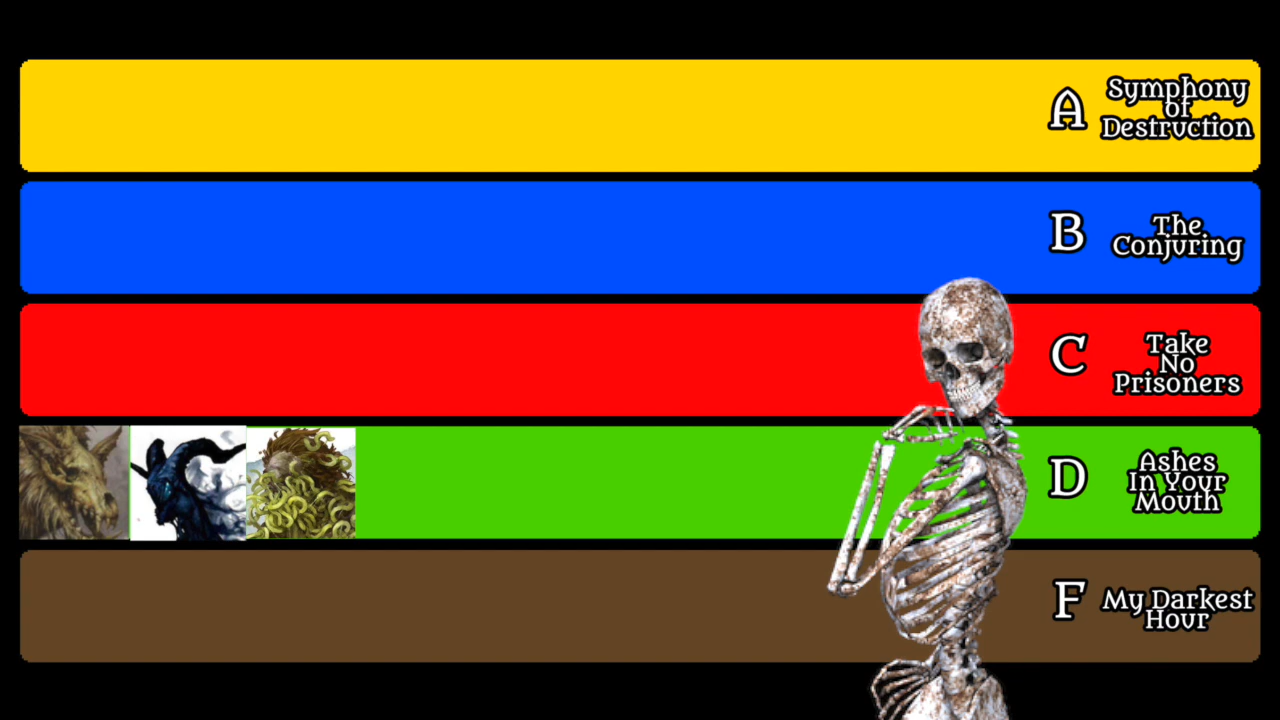 A
Symphony
of
Destruction
B
The
Conjuring
C
Take
No
Prisoners
D
Ashes
In Your
Mouth
F
My Darkest
Hour